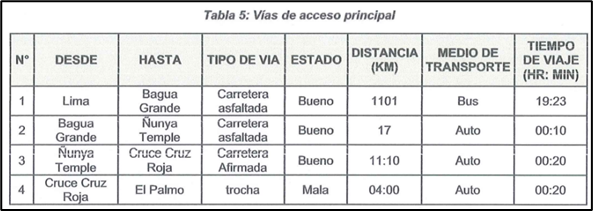 Tabla 5: Vías de acceso principal
N° DESDE HASTA TIPO DE VIA ESTADO DISTANCIA (KM) MEDIO DE TRANSPORTE TIEMPO DE VIAJE (HR: MIN)
1 Lima Bagua Grande Carretera asfaltada Bueno 1101 Bus 19:23
2 Bagua Grande Ñunya Temple Carretera asfaltada Bueno 17 Auto 00:10
3 Ñunya Temple Cruce Cruz Roja Carretera Afirmada Bueno 11:10 Auto 00:20
4 Cruce Cruz Roja El Palmo trocha Mala 04:00 Auto 00:20